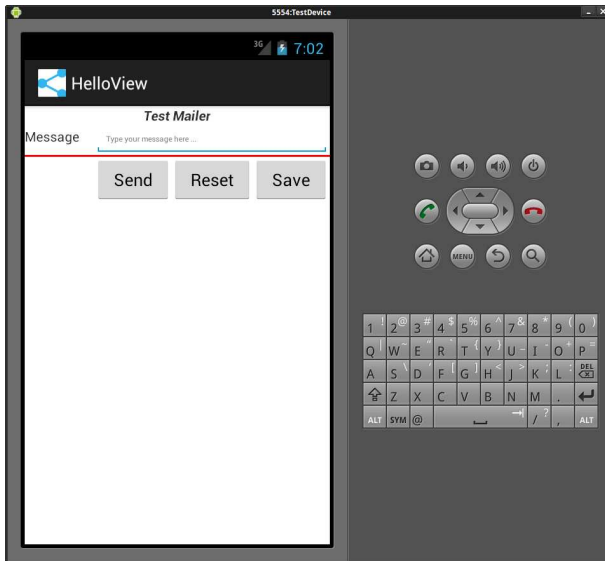 5554:TestDevice
3G 7:02
HelloView
Test Mailer
Message Type your message here ...
Send Reset Save
MENU
1 ! 2 @ 3 # 4 $ 5 % 6 ^ 7 & 8 * 9 ( 0 )
Q | W ~ E " R ` T { Y } U _ I - O + P =
A S \ D ' F [ G ] H < J > K ; L : DEL
Z X C V B N M .
ALT SYM @ / ? , ALT